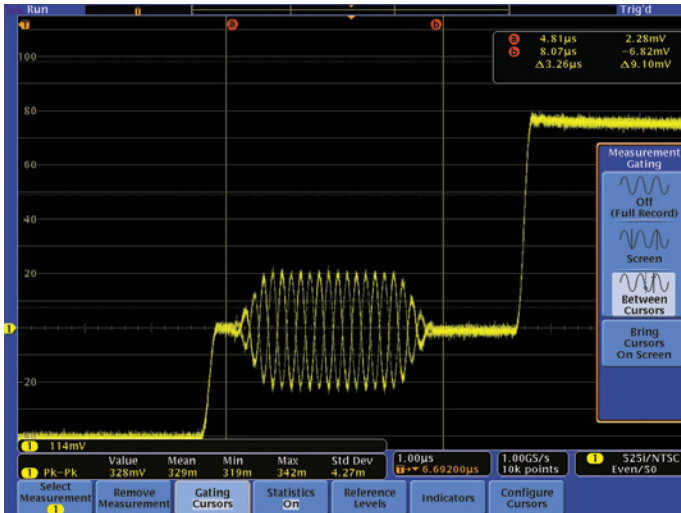 Run
Trig'd
a
b
a 4.81µs 2.28mV
b 8.07µs −6.82mV
Δ3.26µs Δ9.10mV
100
80
60
40
20
-20
1
Measurement
Gating
Off
(Full Record)
Screen
Between
Cursors
Bring
Cursors
On Screen
1 114mV
Value Mean Min Max Std Dev
1 Pk-Pk 328mV 329m 319m 342m 4.27m
1.00µs
T→▼ 6.69200µs
1.00GS/s
10k points
1 525i/NTSC
Even/50
Select
Measurement
1
Remove
Measurement
Gating
Cursors
Statistics
On
Reference
Levels
Indicators
Configure
Cursors